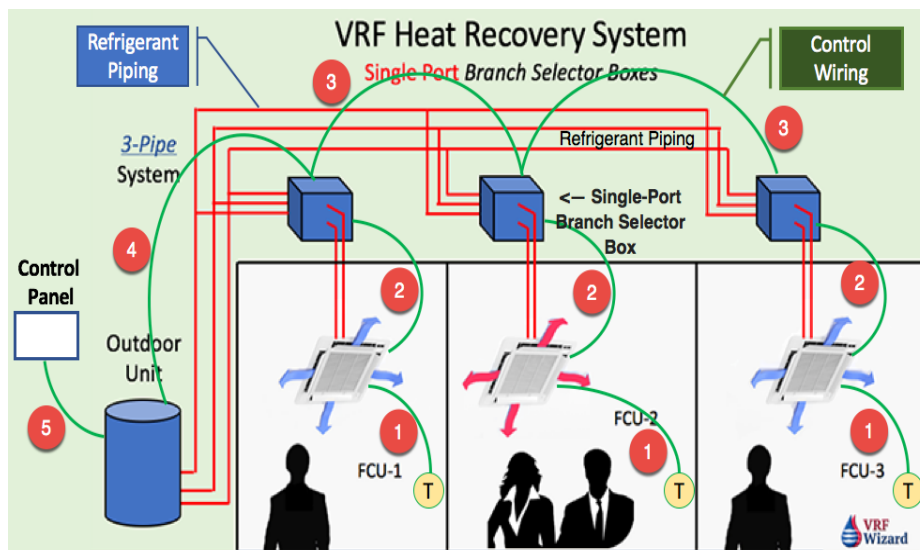 VRF Heat Recovery System
Single Port Branch Selector Boxes
Refrigerant
Piping
Control
Wiring
3
3
3-Pipe
System
Refrigerant Piping
<— Single-Port
Branch Selector
Box
4
2
2
2
Control
Panel
Outdoor
Unit
5
1
1
1
FCU-1
FCU-2
FCU-3
T
T
T
VRF
Wizard